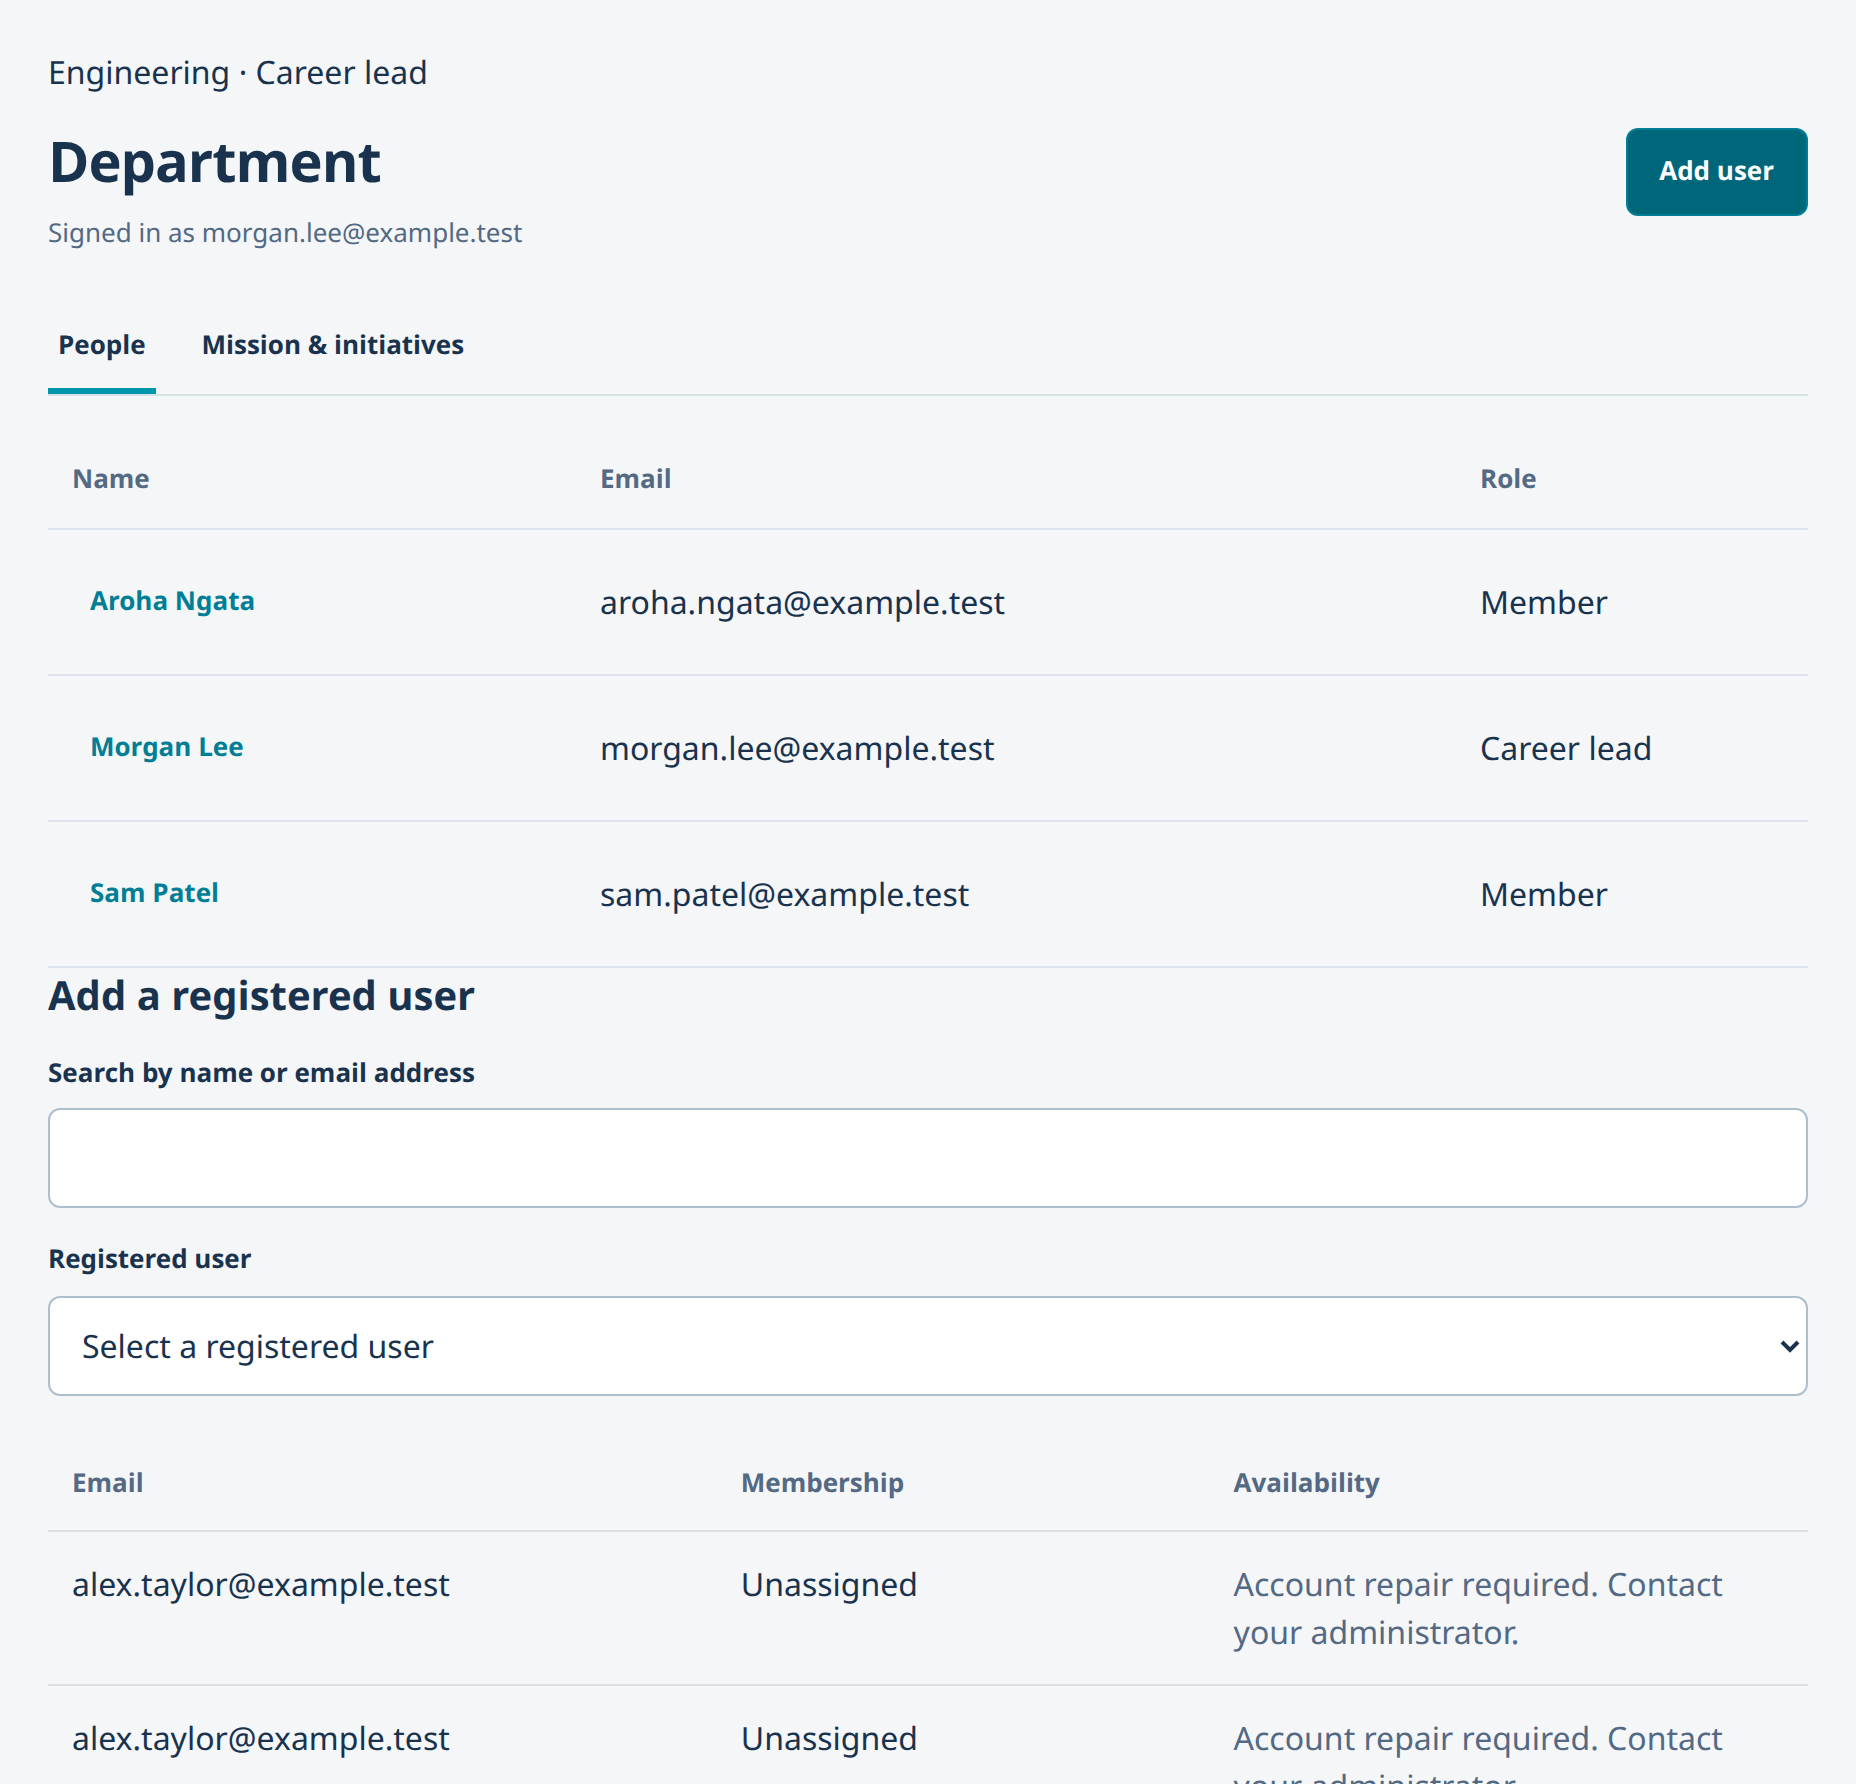 Engineering · Career lead
Department
Add user
Signed in as morgan.lee@example.test
People Mission & initiatives
Name Email Role
Aroha Ngata aroha.ngata@example.test Member
Morgan Lee morgan.lee@example.test Career lead
Sam Patel sam.patel@example.test Member
Add a registered user
Search by name or email address
Registered user
Select a registered user
Email Membership Availability
alex.taylor@example.test Unassigned Account repair required. Contact
your administrator.
alex.taylor@example.test Unassigned Account repair required. Contact
your administrator.